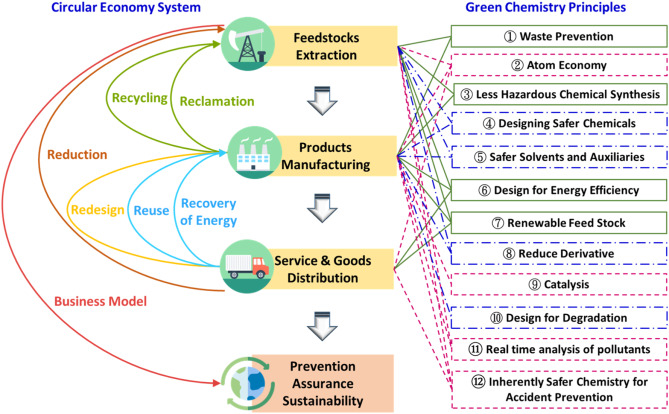 Circular Economy System
Green Chemistry Principles
Feedstocks
Extraction
Recycling
Reclamation
Products
Manufacturing
Reduction
Redesign
Reuse
Recovery
of Energy
Service & Goods
Distribution
Business Model
Prevention
Assurance
Sustainability
① Waste Prevention
② Atom Economy
③ Less Hazardous Chemical Synthesis
④ Designing Safer Chemicals
⑤ Safer Solvents and Auxiliaries
⑥ Design for Energy Efficiency
⑦ Renewable Feed Stock
⑧ Reduce Derivative
⑨ Catalysis
⑩ Design for Degradation
⑪ Real time analysis of pollutants
⑫ Inherently Safer Chemistry for
Accident Prevention